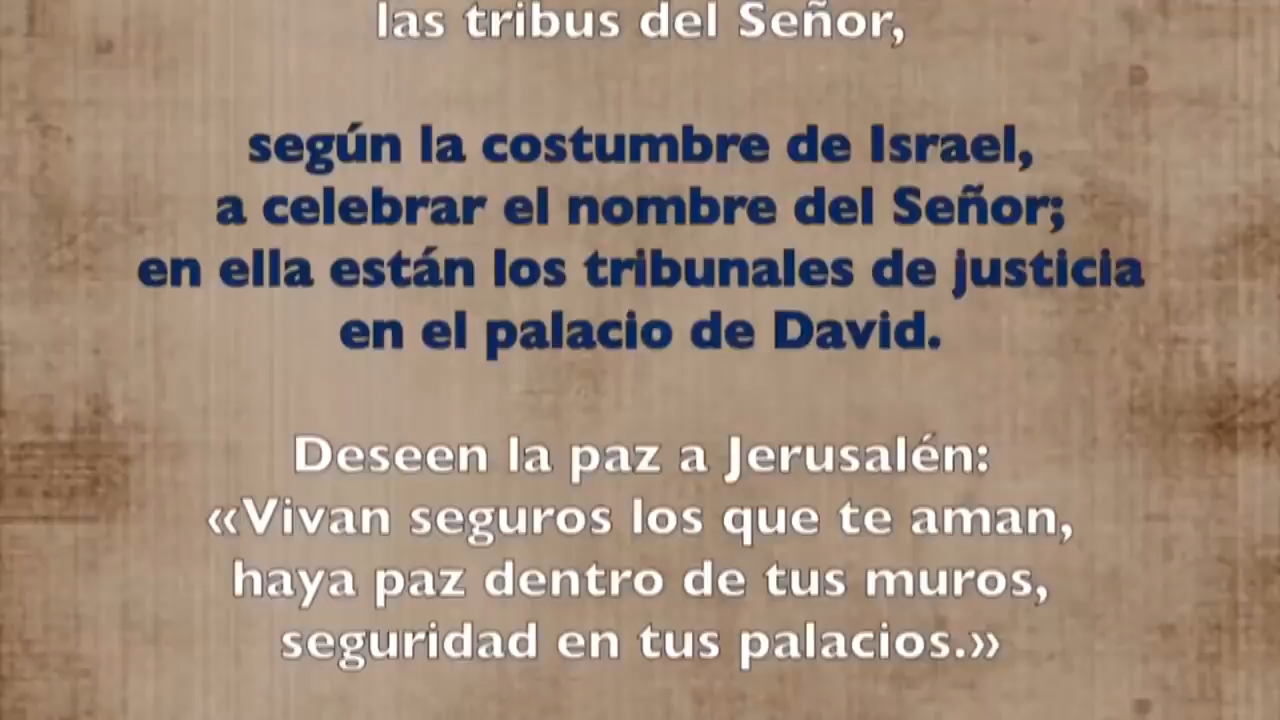 las tribus del Señor,
según la costumbre de Israel,
a celebrar el nombre del Señor;
en ella están los tribunales de justicia
en el palacio de David.
Deseen la paz a Jerusalén:
«Vivan seguros los que te aman,
haya paz dentro de tus muros,
seguridad en tus palacios.»